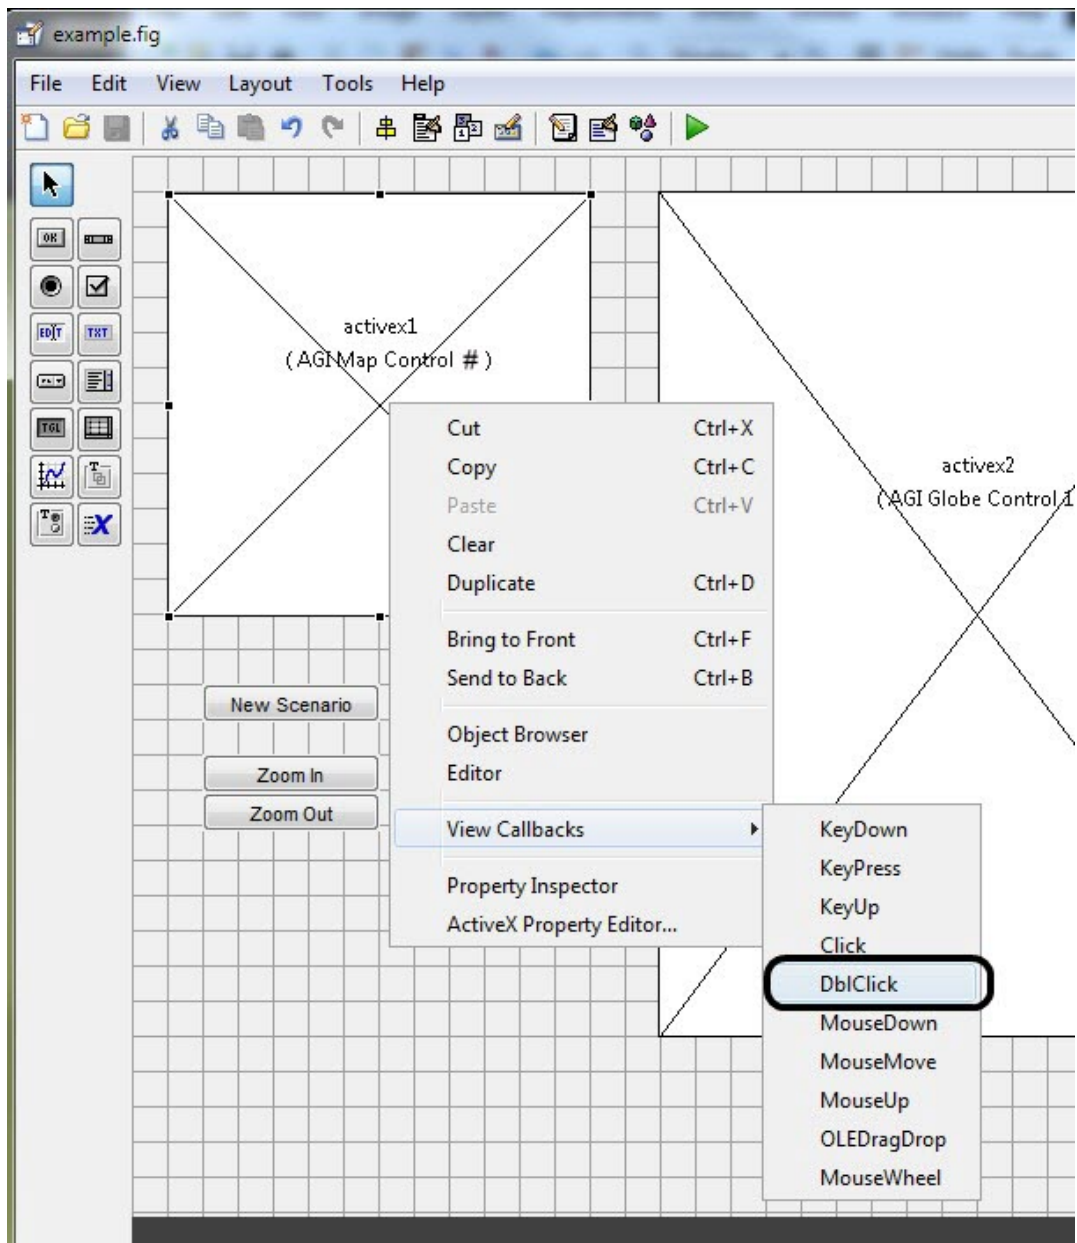 example.fig
File Edit View Layout Tools Help
OK
EDIT TXT
TGL
T
T
X
activex1
( AGI Map Control # )
activex2
( AGI Globe Control 1
New Scenario
Zoom In
Zoom Out
Cut Ctrl+X
Copy Ctrl+C
Paste Ctrl+V
Clear
Duplicate Ctrl+D
Bring to Front Ctrl+F
Send to Back Ctrl+B
Object Browser
Editor
View Callbacks
Property Inspector
ActiveX Property Editor...
KeyDown
KeyPress
KeyUp
Click
DblClick
MouseDown
MouseMove
MouseUp
OLEDragDrop
MouseWheel